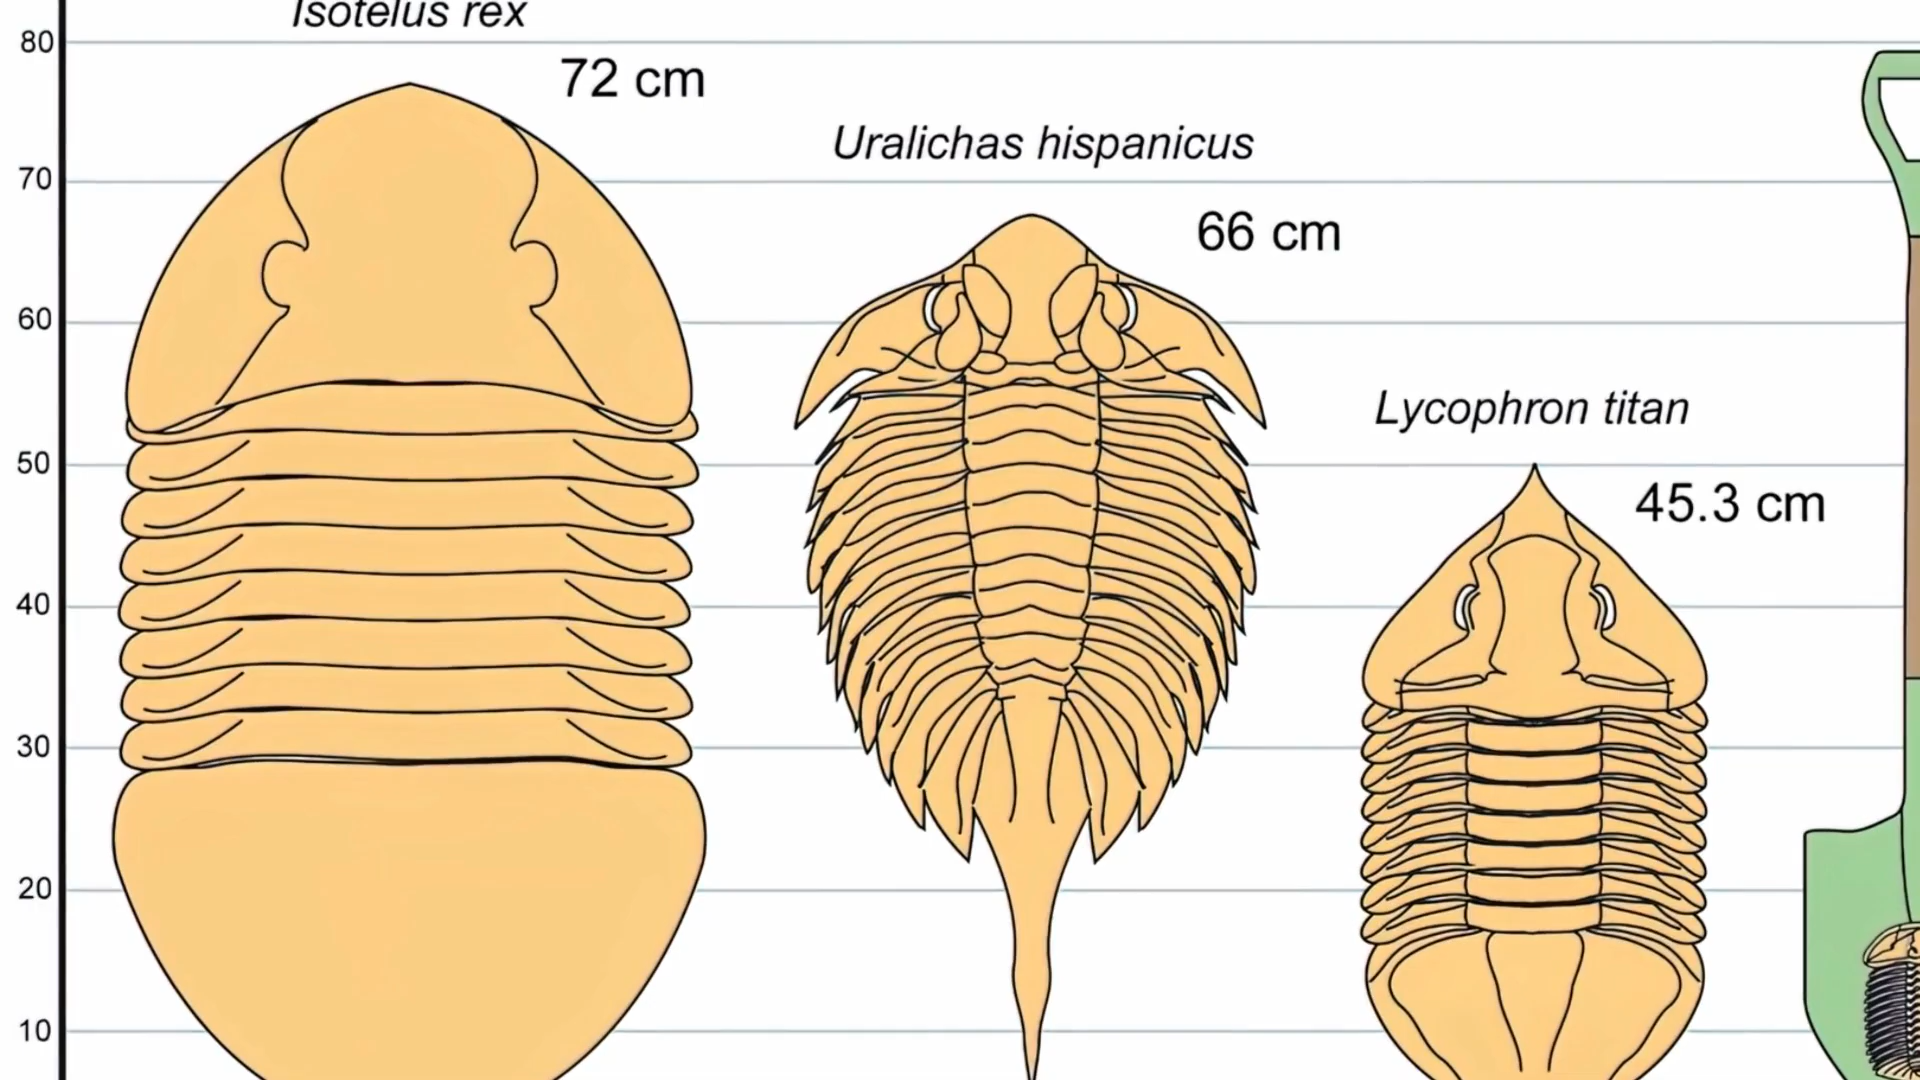 Isotelus rex
80
72 cm
Uralichas hispanicus
70
66 cm
60
Lycophron titan
50
45.3 cm
40
30
20
10